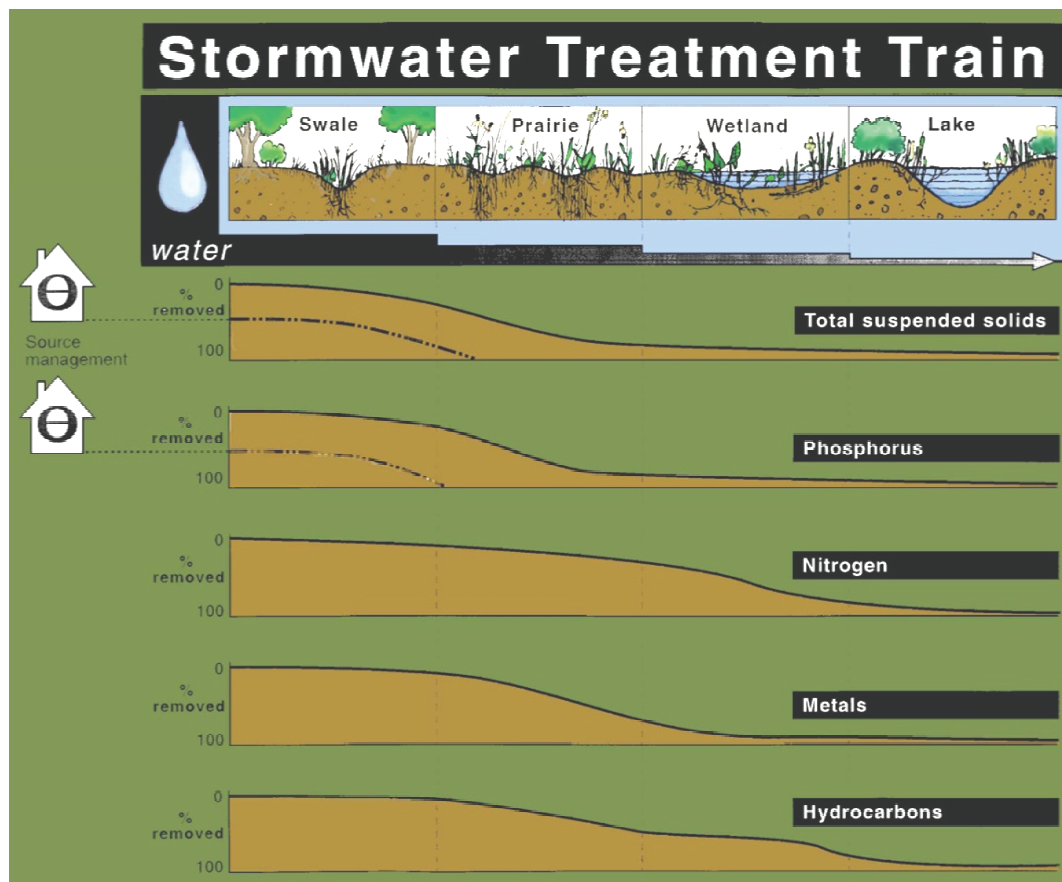 Stormwater Treatment Train
Swale
Prairie
Wetland
Lake
water
0
%
removed
100
Total suspended solids
Source
management
0
%
removed
100
Phosphorus
0
%
removed
100
Nitrogen
0
%
removed
100
Metals
0
%
removed
100
Hydrocarbons